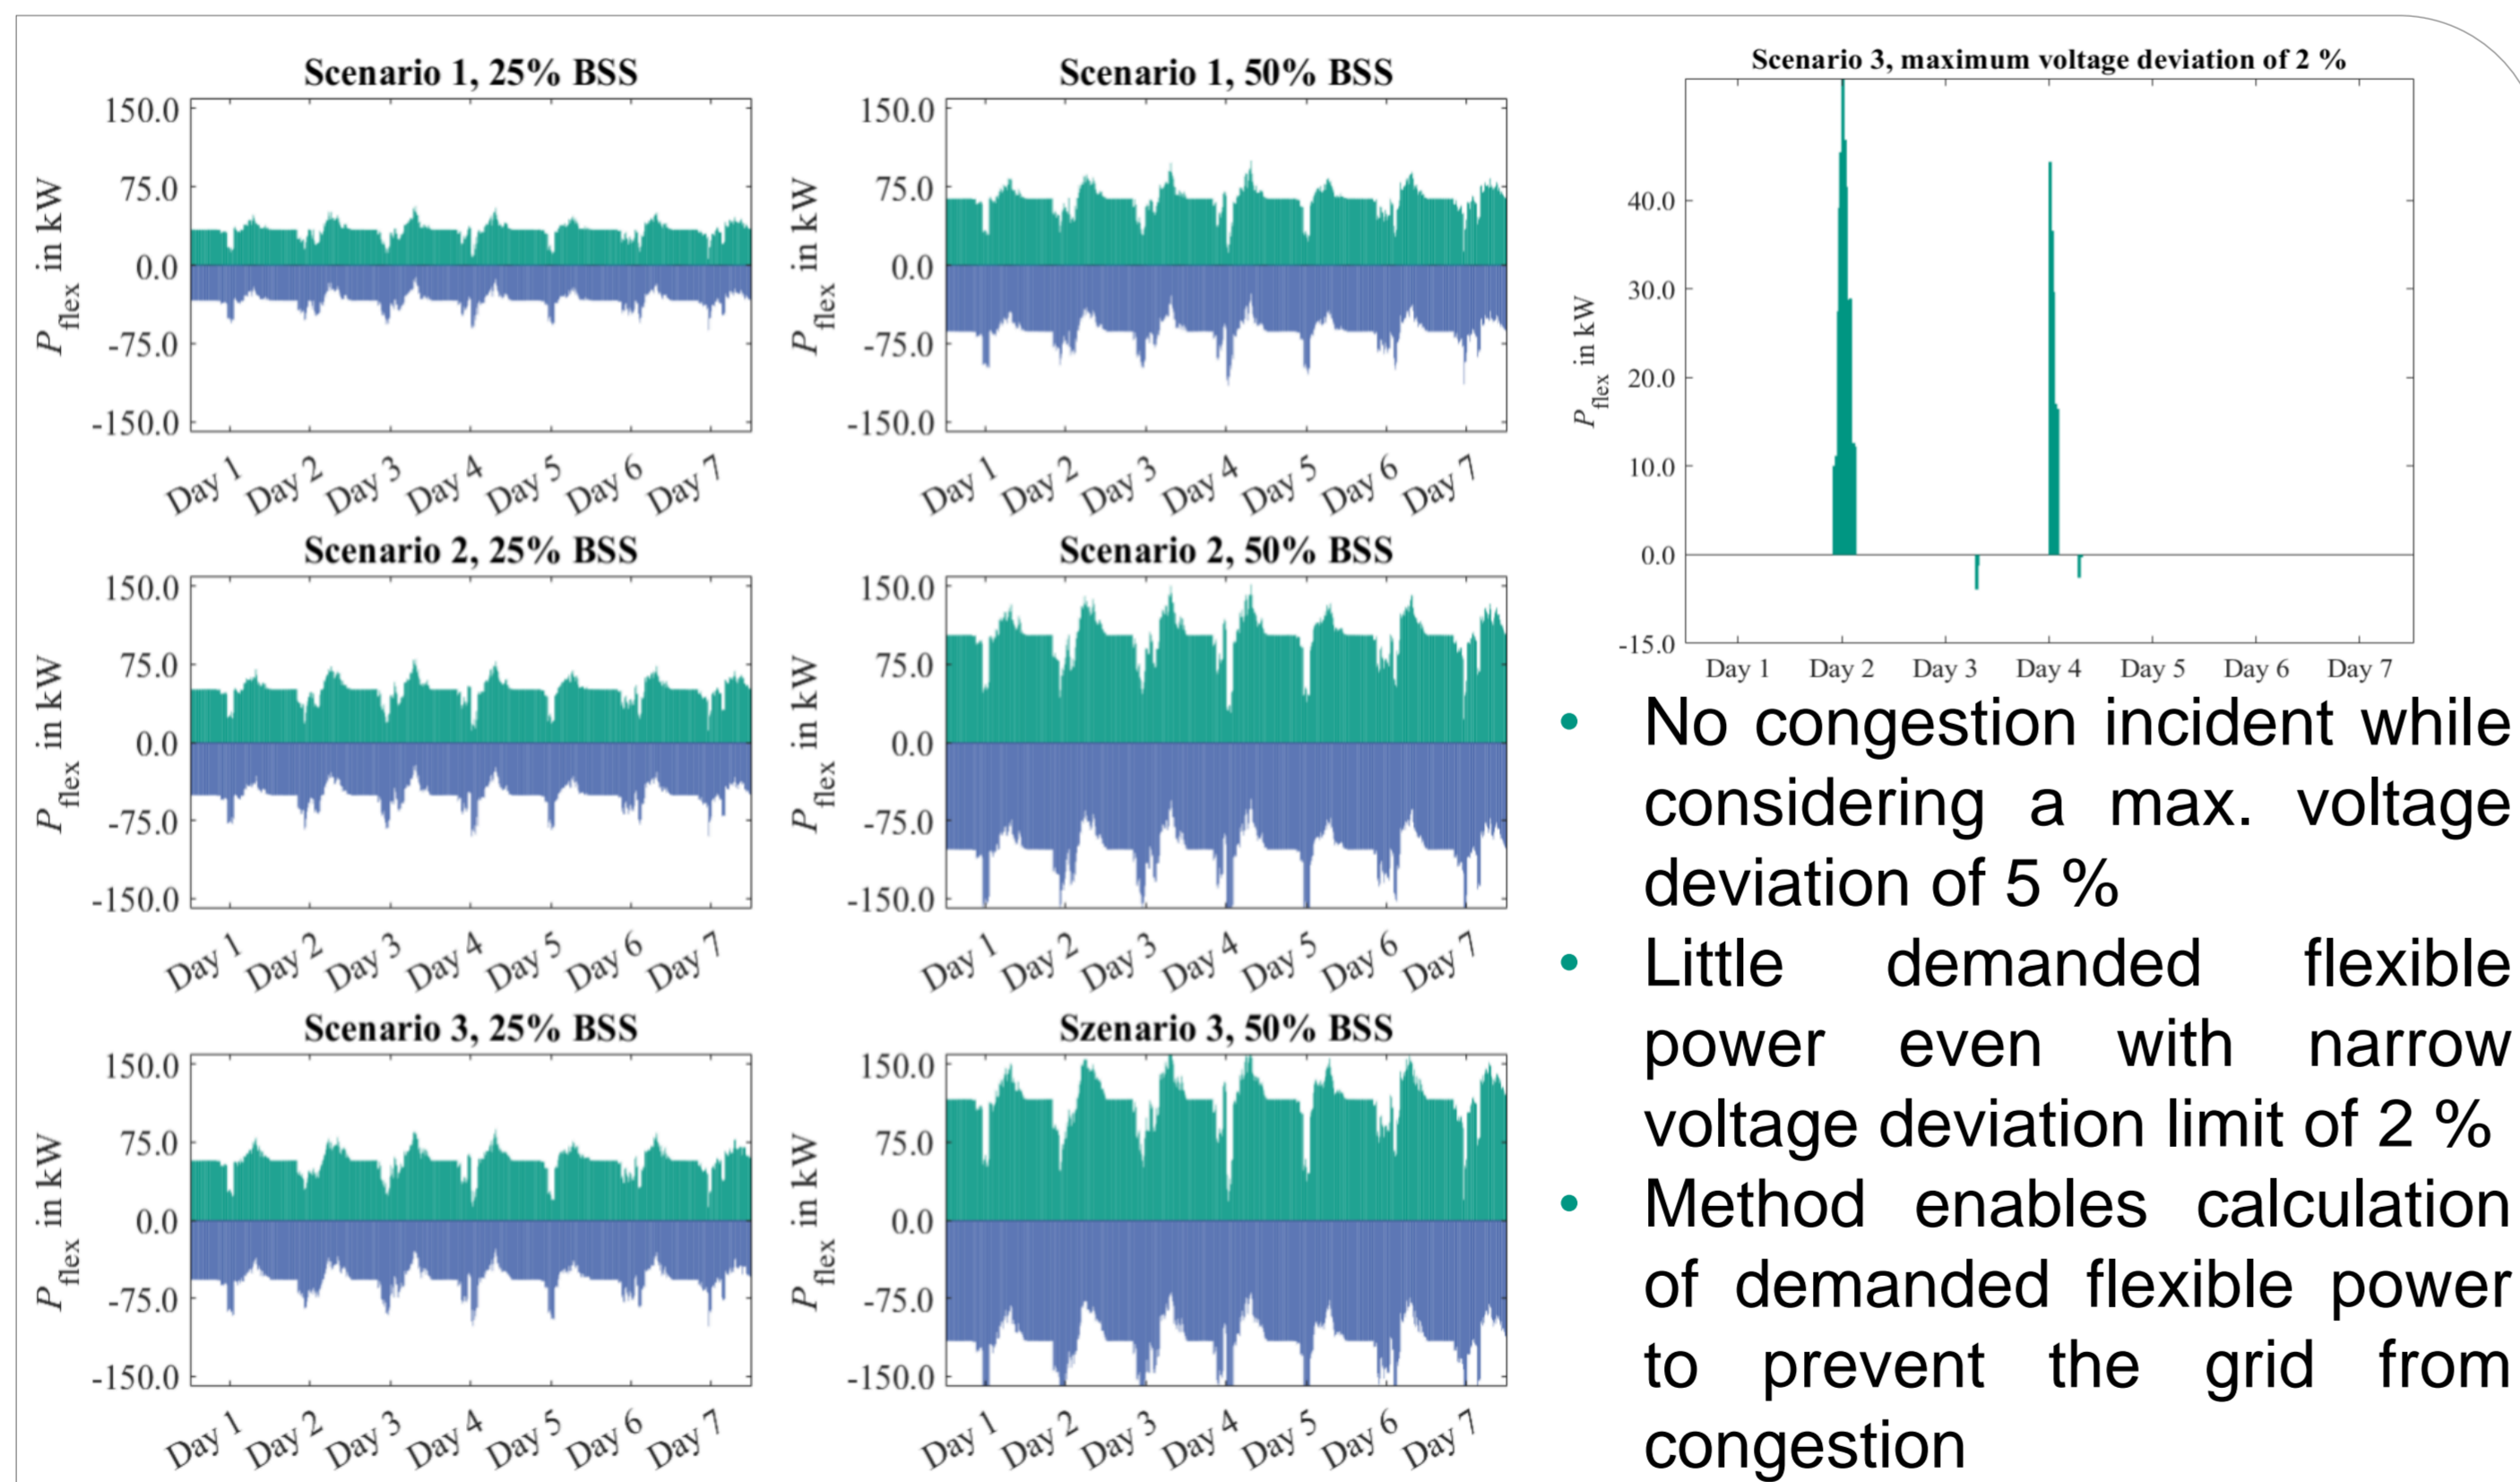 Scenario 1, 25% BSS
150.0
75.0
0.0
-75.0
-150.0
P flex in kW
Day 1 Day 2 Day 3 Day 4 Day 5 Day 6 Day 7
Scenario 1, 50% BSS
150.0
75.0
0.0
-75.0
-150.0
P flex in kW
Day 1 Day 2 Day 3 Day 4 Day 5 Day 6 Day 7
Scenario 2, 25% BSS
150.0
75.0
0.0
-75.0
-150.0
P flex in kW
Day 1 Day 2 Day 3 Day 4 Day 5 Day 6 Day 7
Scenario 2, 50% BSS
150.0
75.0
0.0
-75.0
-150.0
P flex in kW
Day 1 Day 2 Day 3 Day 4 Day 5 Day 6 Day 7
Scenario 3, 25% BSS
150.0
75.0
0.0
-75.0
-150.0
P flex in kW
Day 1 Day 2 Day 3 Day 4 Day 5 Day 6 Day 7
Szenario 3, 50% BSS
150.0
75.0
0.0
-75.0
-150.0
P flex in kW
Day 1 Day 2 Day 3 Day 4 Day 5 Day 6 Day 7
Scenario 3, maximum voltage deviation of 2 %
40.0
30.0
20.0
10.0
0.0
-15.0
P flex in kW
Day 1 Day 2 Day 3 Day 4 Day 5 Day 6 Day 7
• No congestion incident while
considering a max. voltage
deviation of 5 %
• Little demanded flexible
power even with narrow
voltage deviation limit of 2 %
• Method enables calculation
of demanded flexible power
to prevent the grid from
congestion